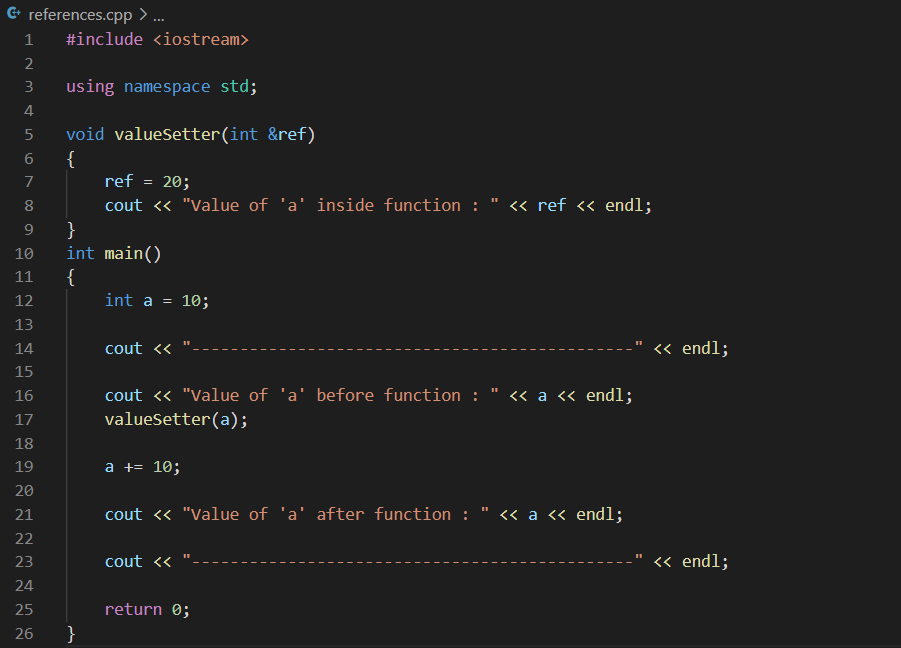 references.cpp > ...
1 #include <iostream>
2
3 using namespace std;
4
5 void valueSetter(int &ref)
6 {
7     ref = 20;
8     cout << "Value of 'a' inside function : " << ref << endl;
9 }
10 int main()
11 {
12     int a = 10;
13
14     cout << "----------------------------------------------" << endl;
15
16     cout << "Value of 'a' before function : " << a << endl;
17     valueSetter(a);
18
19     a += 10;
20
21     cout << "Value of 'a' after function : " << a << endl;
22
23     cout << "----------------------------------------------" << endl;
24
25     return 0;
26 }